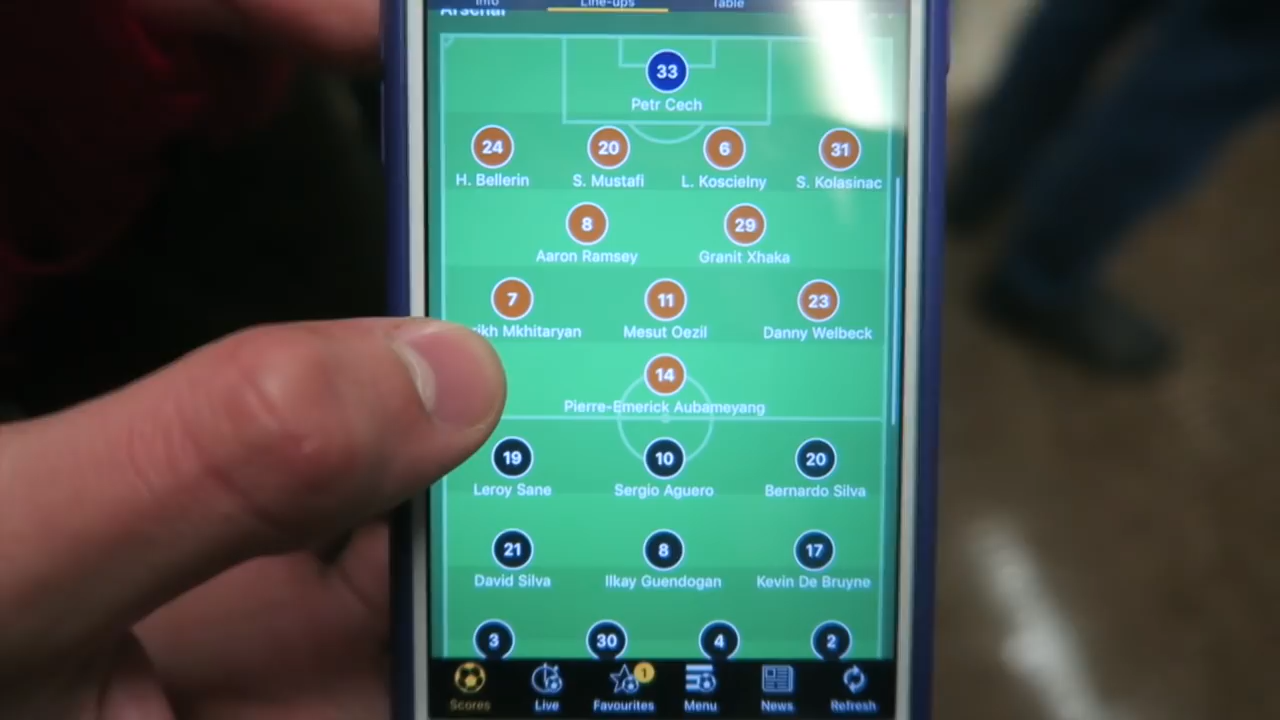 Info Line-ups Table
Arsenal
33
Petr Cech
24 20 6 31
H. Bellerin S. Mustafi L. Koscielny S. Kolasinac
8 29
Aaron Ramsey Granit Xhaka
7 11 23
rikh Mkhitaryan Mesut Oezil Danny Welbeck
14
Pierre-Emerick Aubameyang
19 10 20
Leroy Sane Sergio Aguero Bernardo Silva
21 8 17
David Silva Ilkay Guendogan Kevin De Bruyne
3 30 4 2
1
Scores Live Favourites Menu News Refresh